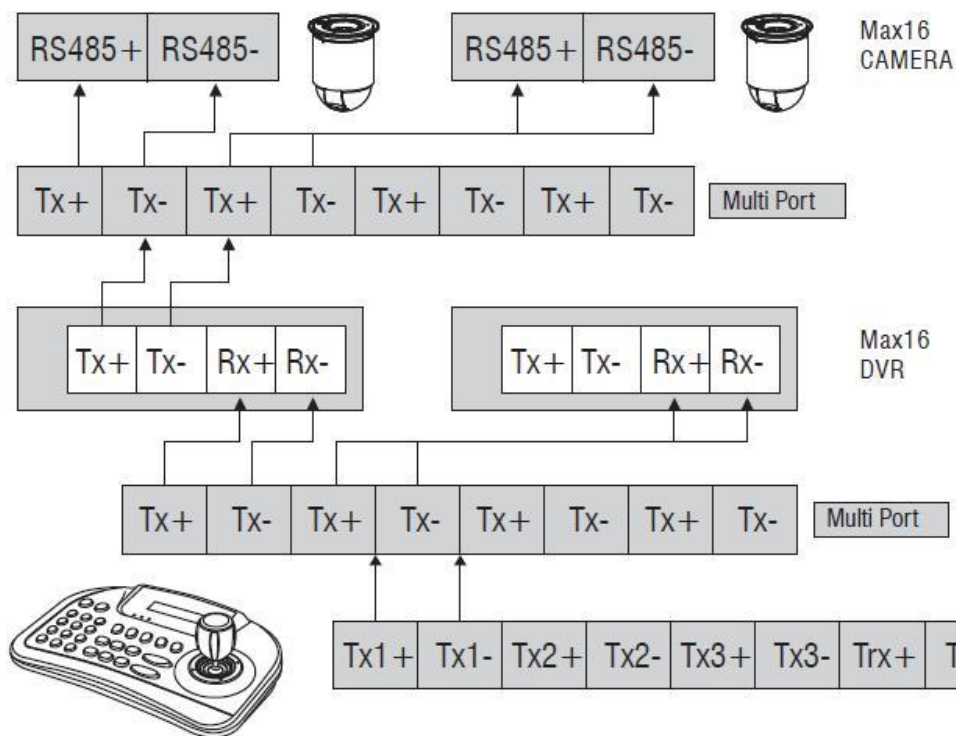 RS485+ RS485- RS485+ RS485- Max16
CAMERA
Tx+ Tx- Tx+ Tx- Tx+ Tx- Tx+ Tx- Multi Port
Tx+ Tx- Rx+ Rx- Tx+ Tx- Rx+ Rx- Max16
DVR
Tx+ Tx- Tx+ Tx- Tx+ Tx- Tx+ Tx- Multi Port
Tx1+ Tx1- Tx2+ Tx2- Tx3+ Tx3- Trx+